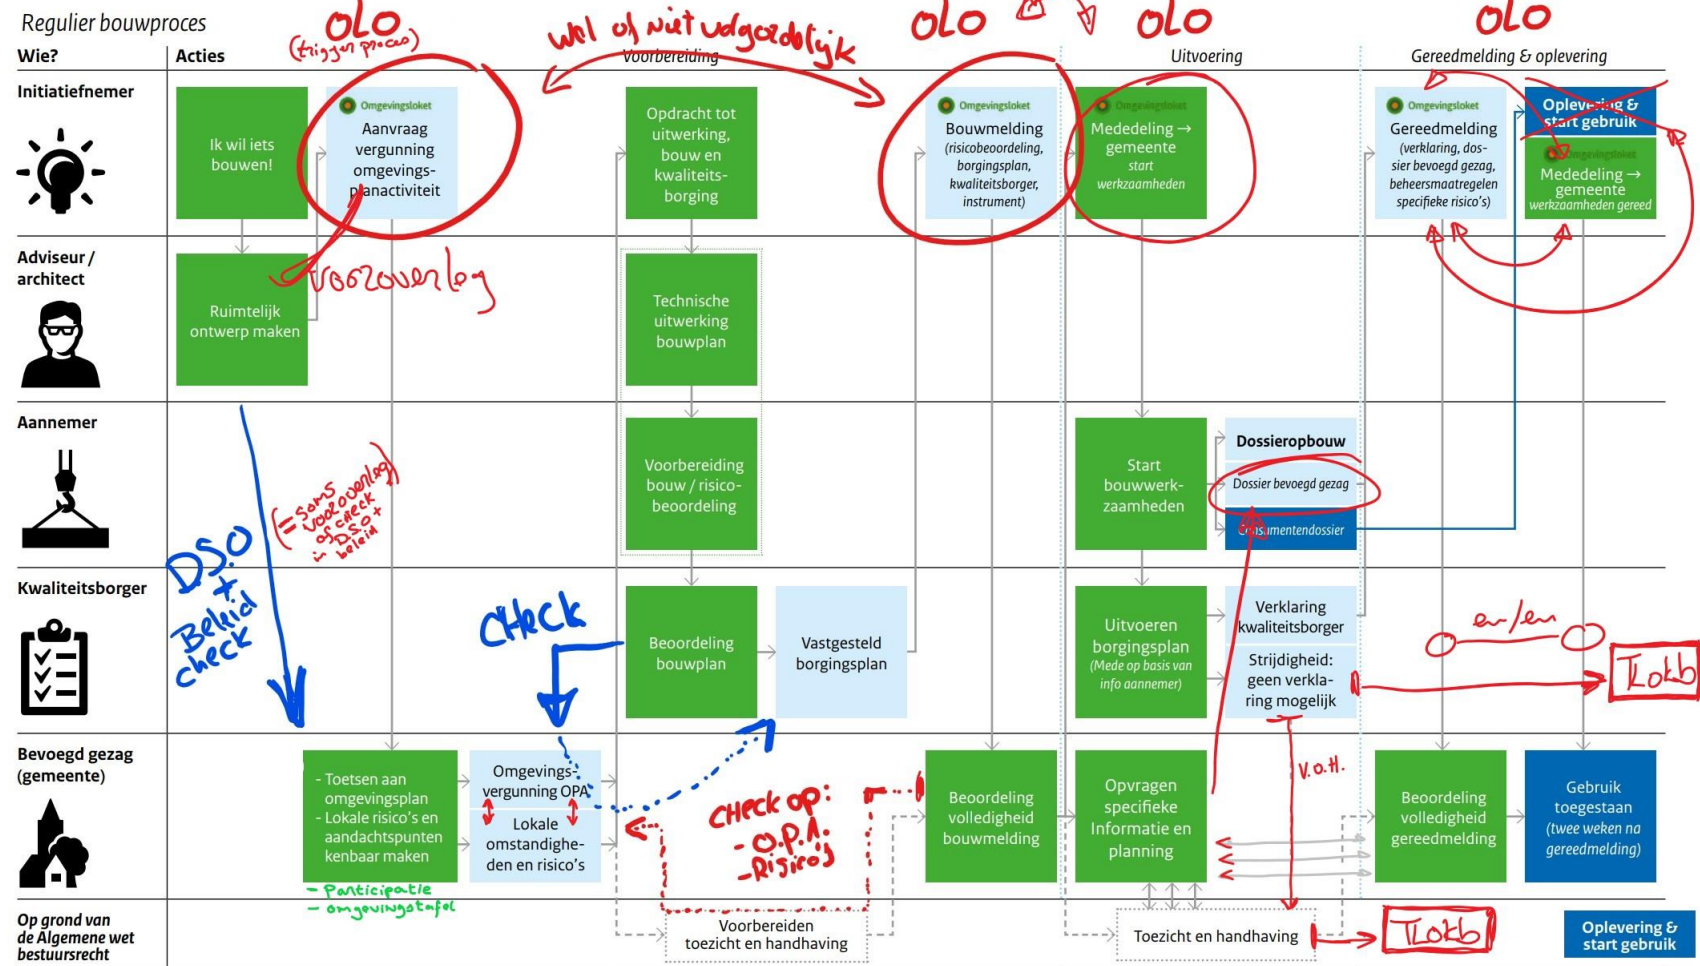 Regulier bouwproces
OLO
(trigger proces)
wel of niet volgordelijk
OLO
OLO
OLO
Wie?
Acties
Voorbereiding
Uitvoering
Gereedmelding & oplevering
Initiatiefnemer
Ik wil iets
bouwen!
Omgevingsloket
Aanvraag
vergunning
omgevings-
planactiviteit
Opdracht tot
uitwerking,
bouw en
kwaliteits-
borging
Omgevingsloket
Bouwmelding
(risicobeoordeling,
borgingsplan,
kwaliteitsborger,
instrument)
Omgevingsloket
Mededeling →
gemeente
start
werkzaamheden
Omgevingsloket
Gereedmelding
(verklaring, dos-
sier bevoegd gezag,
beheersmaatregelen
specifieke risico's)
Oplevering &
start gebruik
Omgevingsloket
Mededeling →
gemeente
werkzaamheden gereed
Adviseur /
architect
Ruimtelijk
ontwerp maken
Vooroverleg
Technische
uitwerking
bouwplan
Aannemer
(= soms
vooroverleg)
of check
in D.S.O +
beleid
Voorbereiding
bouw / risico-
beoordeling
Start
bouwwerk-
zaamheden
Dossieropbouw
Dossier bevoegd gezag
Consumentendossier
D.S.O
+
Beleid
check
Kwaliteitsborger
CHECK
Beoordeling
bouwplan
Vastgesteld
borgingsplan
Uitvoeren
borgingsplan
(Mede op basis van
info aannemer)
Verklaring
kwaliteitsborger
Strijdigheid:
geen verkla-
ring mogelijk
en/en
TLokb
Bevoegd gezag
(gemeente)
- Toetsen aan
omgevingsplan
- Lokale risico's en
aandachtspunten
kenbaar maken
- Participatie
- omgevingstafel
Omgevings-
vergunning OPA
Lokale
omstandighe-
den en risico's
CHECK op:
- O.P.A.
- Risico's
Beoordeling
volledigheid
bouwmelding
Opvragen
specifieke
Informatie en
planning
V.O.H.
Beoordeling
volledigheid
gereedmelding
Gebruik
toegestaan
(twee weken na
gereedmelding)
Op grond van
de Algemene wet
bestuursrecht
Voorbereiden
toezicht en handhaving
Toezicht en handhaving
TLokb
Oplevering &
start gebruik